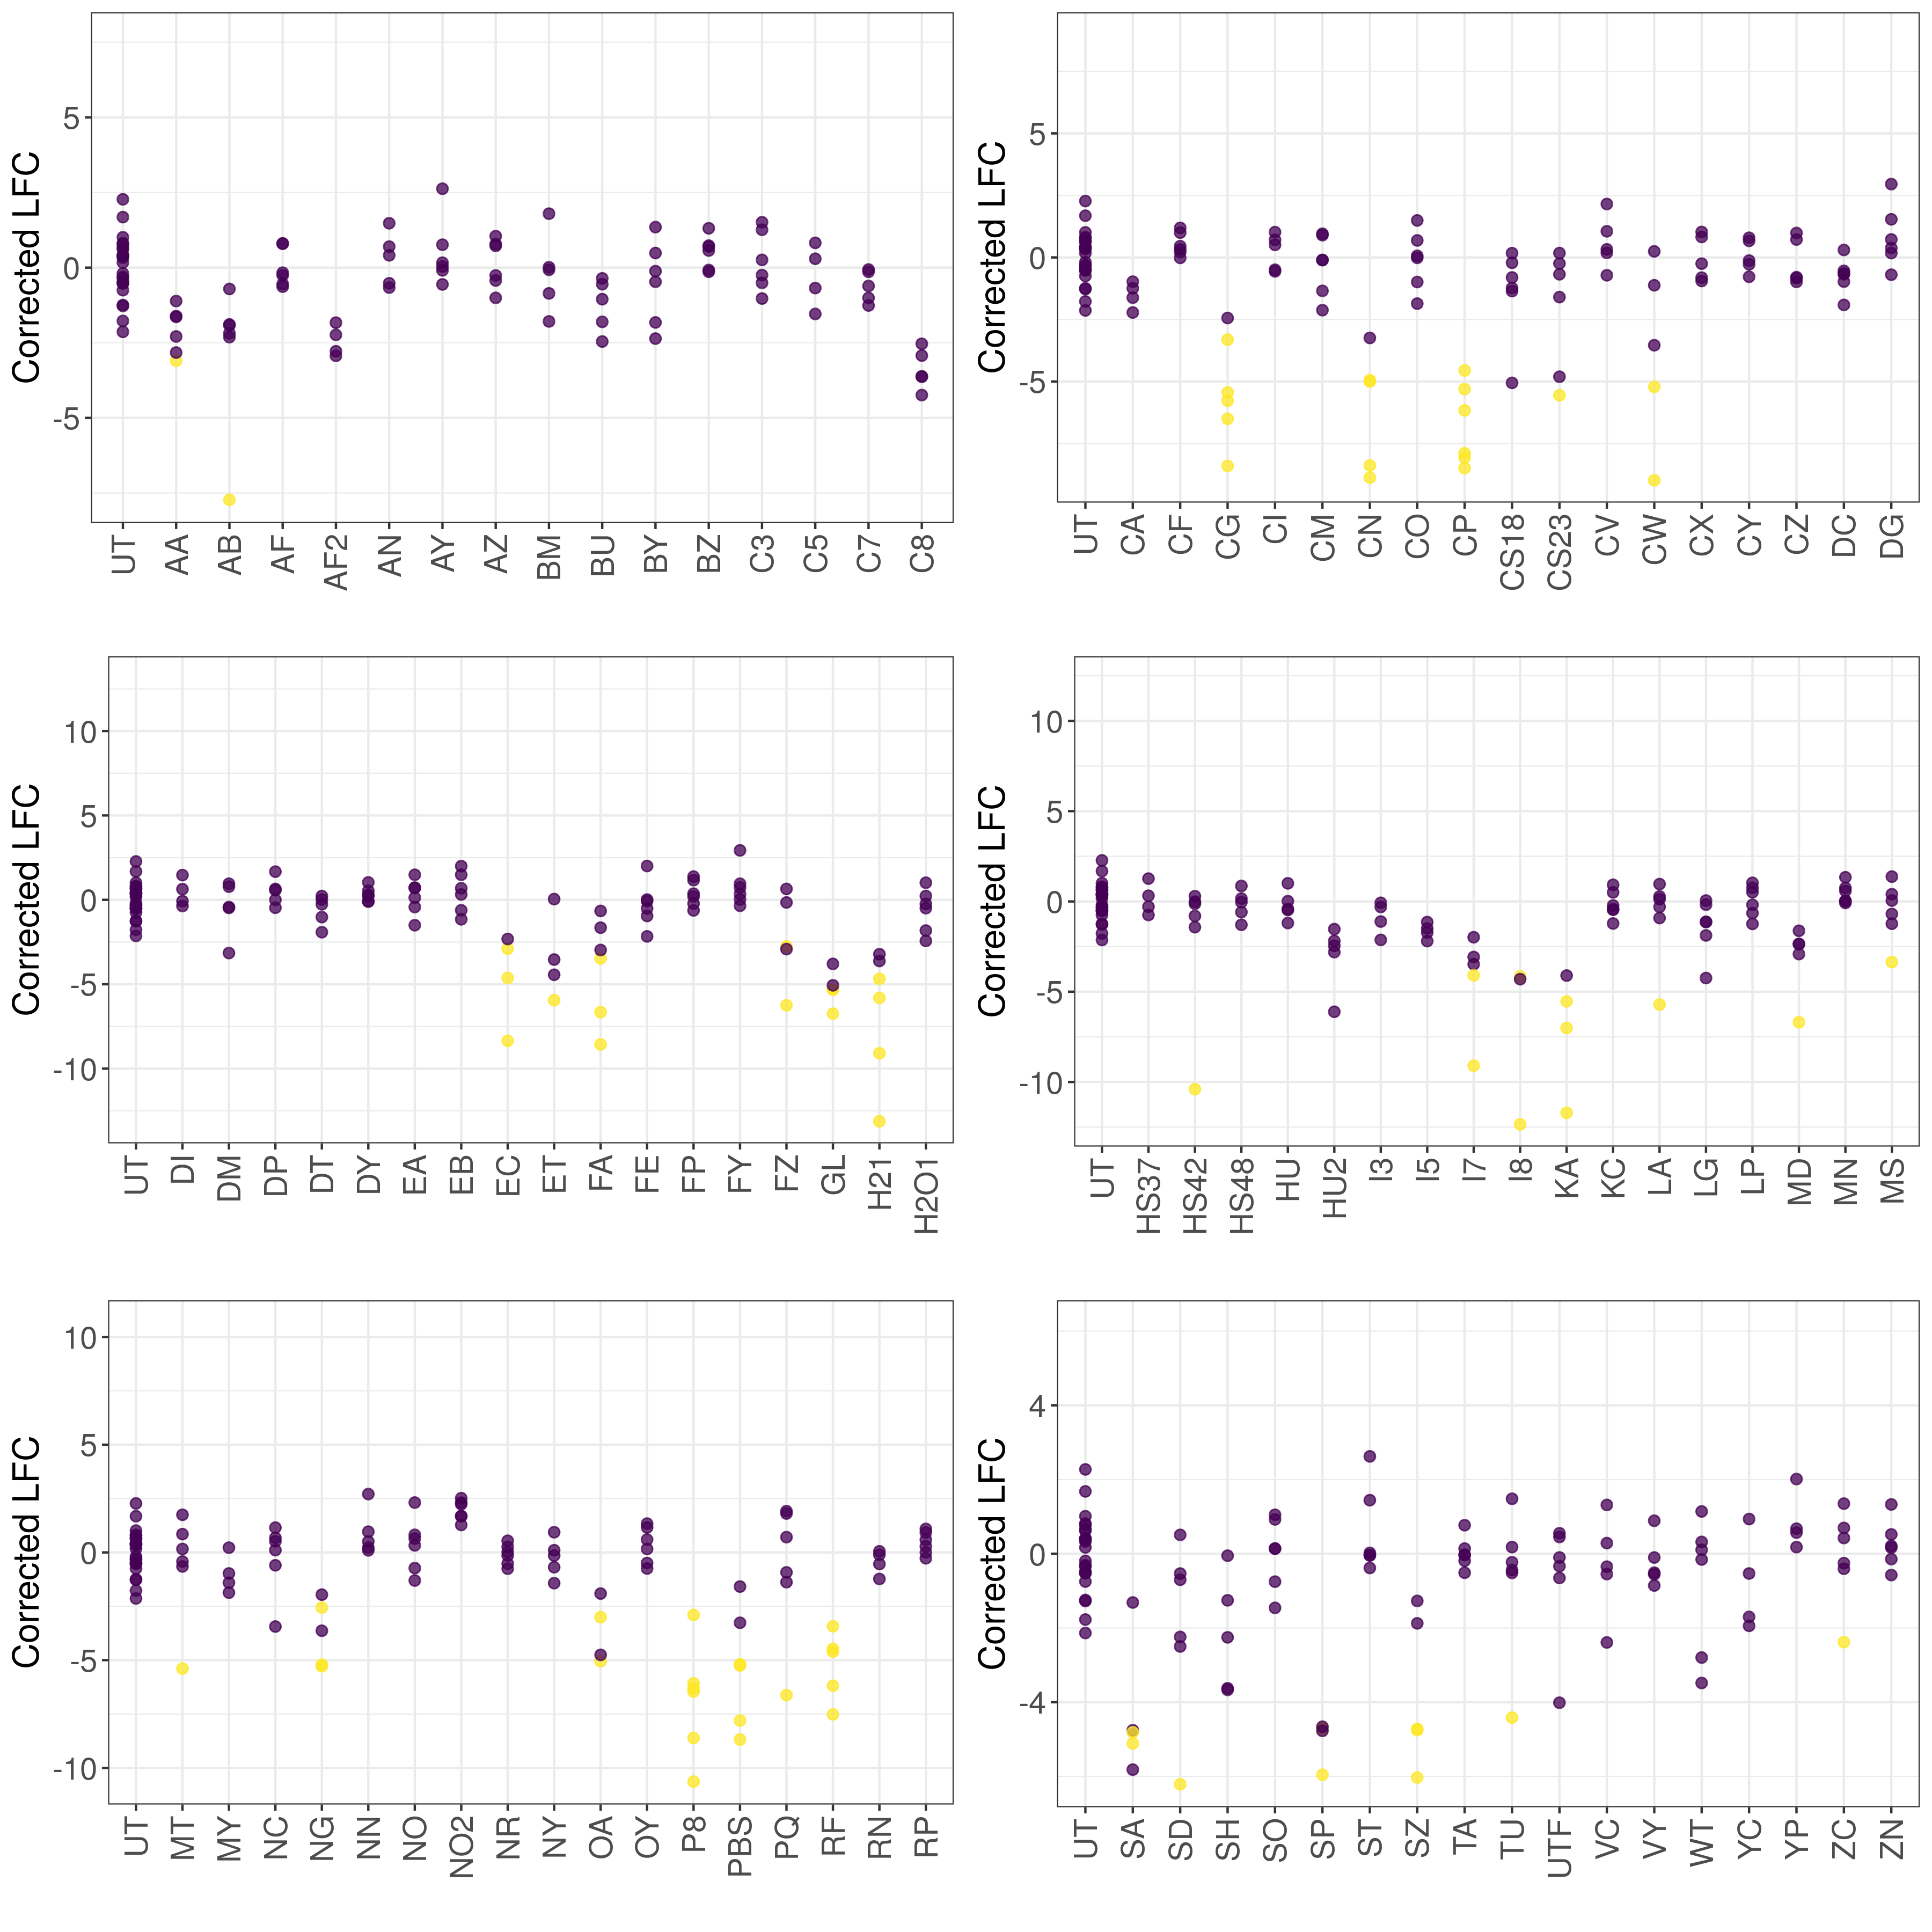 Corrected LFC
5
0
-5
UT AA AB AF AF2 AN AY AZ BM BU BY BZ C3 C5 C7 C8
Corrected LFC
5
0
-5
UT CA CF CG CI CM CN CO CP CS18 CS23 CV CW CX CY CZ DC DG
Corrected LFC
10
5
0
-5
-10
UT DI DM DP DT DY EA EB EC ET FA FE FP FY FZ GL H21 H2O1
Corrected LFC
10
5
0
-5
-10
UT HS37 HS42 HS48 HU HU2 I3 I5 I7 I8 KA KC LA LG LP MD MN MS
Corrected LFC
10
5
0
-5
-10
UT MT MY NC NG NN NO NO2 NR NY OA OY P8 PBS PQ RF RN RP
Corrected LFC
4
0
-4
UT SA SD SH SO SP ST SZ TA TU UTF VC VY WT YC YP ZC ZN